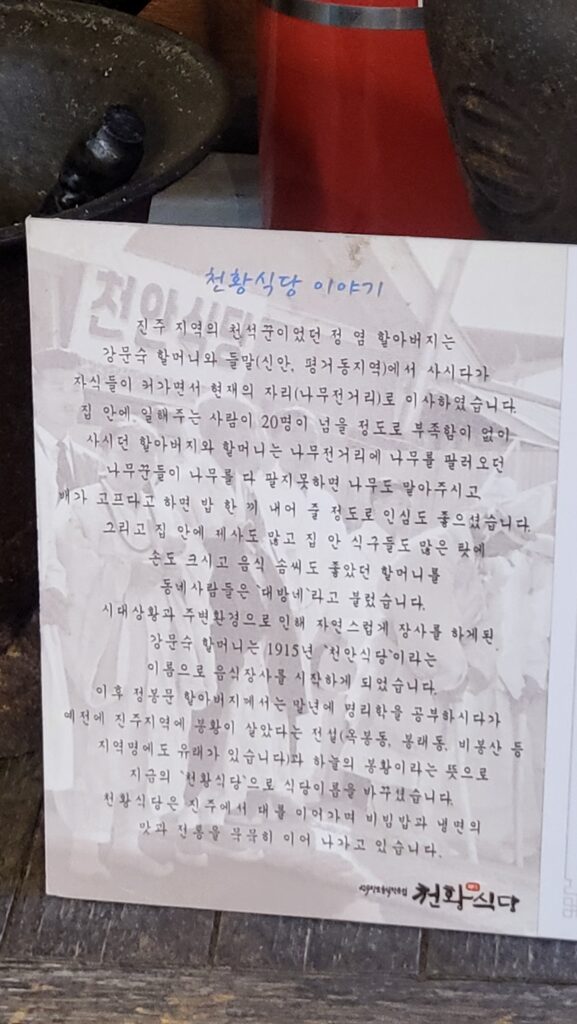 천황식당 이야기
천안식당
진주 지역의 천석꾼이었던 정 염 할아버지는
강문숙 할머니와 들말(신안, 평거동지역)에서 사시다가
자식들이 커가면서 현재의 자리(나무전거리)로 이사하였습니다.
집 안에 일해주는 사람이 20명이 넘을 정도로 부족함이 없이
사시던 할아버지와 할머니는 나무전거리에 나무를 팔러오던
나무꾼들이 나무를 다 팔지못하면 나무도 맡아주시고
배가 고프다고 하면 밥 한 끼 내어 줄 정도로 인심도 좋으셨습니다.
그리고 집 안에 제사도 많고 집 안 식구들도 많은 탓에
손도 크시고 음식 솜씨도 좋았던 할머니를
동네사람들은 '대방네'라고 불렀습니다.
시대상황과 주변환경으로 인해 자연스럽게 장사를 하게된
강문숙 할머니는 1915년 '천안식당'이라는
이름으로 음식장사를 시작하게 되었습니다.
이후 정봉문 할아버지께서는 말년에 명리학을 공부하시다가
예전에 진주지역에 봉황이 살았다는 전설(옥봉동, 봉래동, 비봉산 등
지역명에도 유래가 있습니다)과 하늘의 봉황이라는 뜻으로
지금의 '천황식당'으로 식당이름을 바꾸셨습니다.
천황식당은 진주에서 대를 이어가며 비빔밥과 냉면의
맛과 전통을 묵묵히 이어 나가고 있습니다.
천황식당